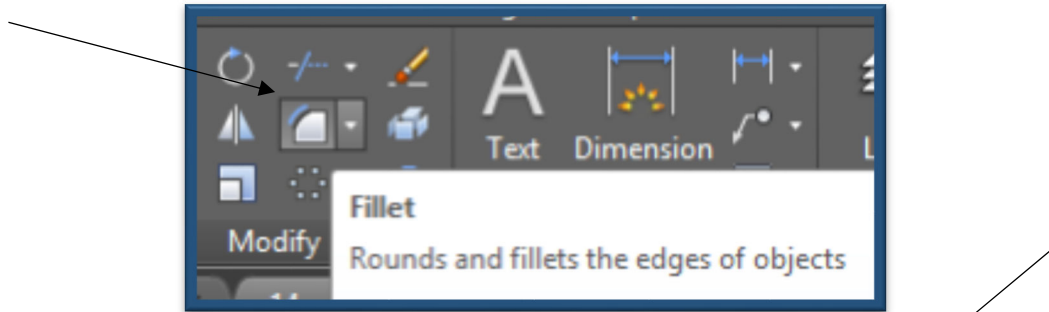 Text
Dimension
Fillet
Modify
Rounds and fillets the edges of objects